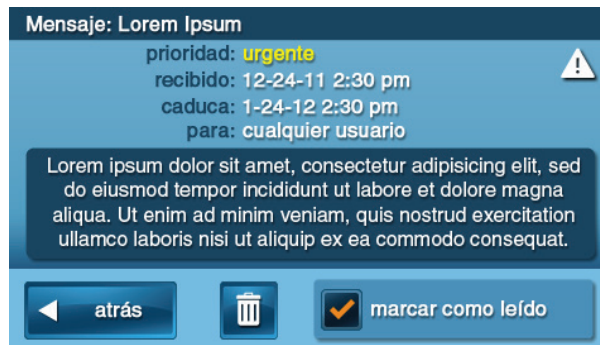 Mensaje: Lorem Ipsum
prioridad: urgente
recibido: 12-24-11 2:30 pm
caduca: 1-24-12 2:30 pm
para: cualquier usuario
Lorem ipsum dolor sit amet, consectetur adipisicing elit, sed
do eiusmod tempor incididunt ut labore et dolore magna
aliqua. Ut enim ad minim veniam, quis nostrud exercitation
ullamco laboris nisi ut aliquip ex ea commodo consequat.
atrás
marcar como leído